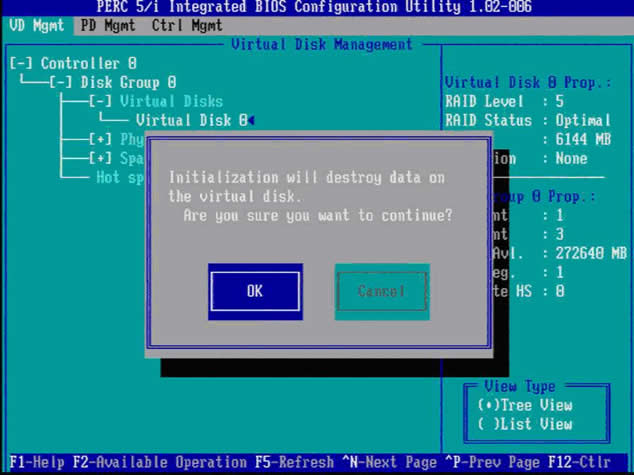 PERC 5/i Integrated BIOS Configuration Utility 1.02-006
VD Mgmt PD Mgmt Ctrl Mgmt
Virtual Disk Management
[-] Controller 0
[-] Disk Group 0
[-] Virtual Disks
Virtual Disk 0
[+] Phy
[+] Spa
Hot sp
Virtual Disk 0 Prop.:
RAID Level : 5
RAID Status : Optimal
: 6144 MB
ion : None
oup 0 Prop.:
nt : 1
nt : 3
Avl. : 272640 MB
eg. : 1
te HS : 0
Initialization will destroy data on
the virtual disk.
Are you sure you want to continue?
OK Cancel
View Type
(♦)Tree View
( )List View
F1-Help F2-Available Operation F5-Refresh ^N-Next Page ^P-Prev Page F12-Ctlr